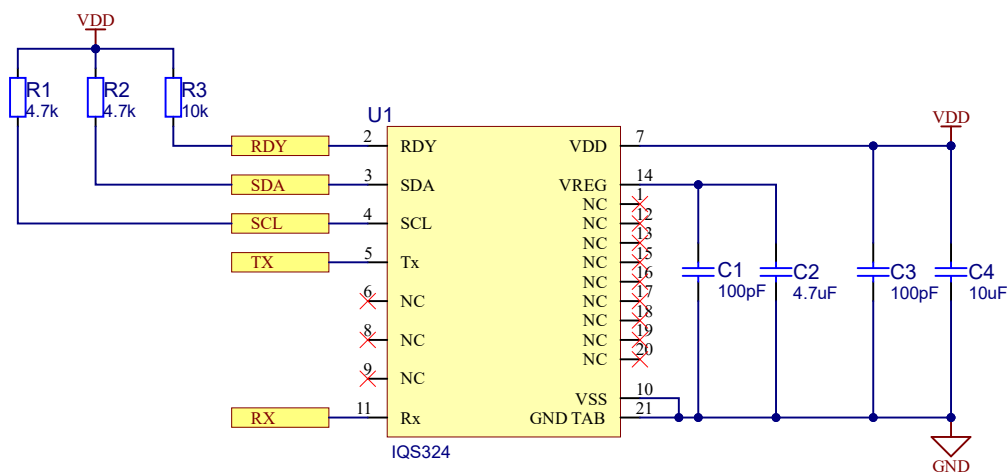 VDD
R1
4.7k
R2
4.7k
R3
10k
RDY
SDA
SCL
TX
RX
U1
2 RDY
3 SDA
4 SCL
5 Tx
6 NC
8 NC
9 NC
11 Rx
VDD 7
VREG 14
NC 1
NC 12
NC 13
NC 15
NC 16
NC 17
NC 18
NC 19
NC 20
VSS 10
GND TAB 21
IQS324
C1
100pF
C2
4.7uF
C3
100pF
C4
10uF
VDD
GND